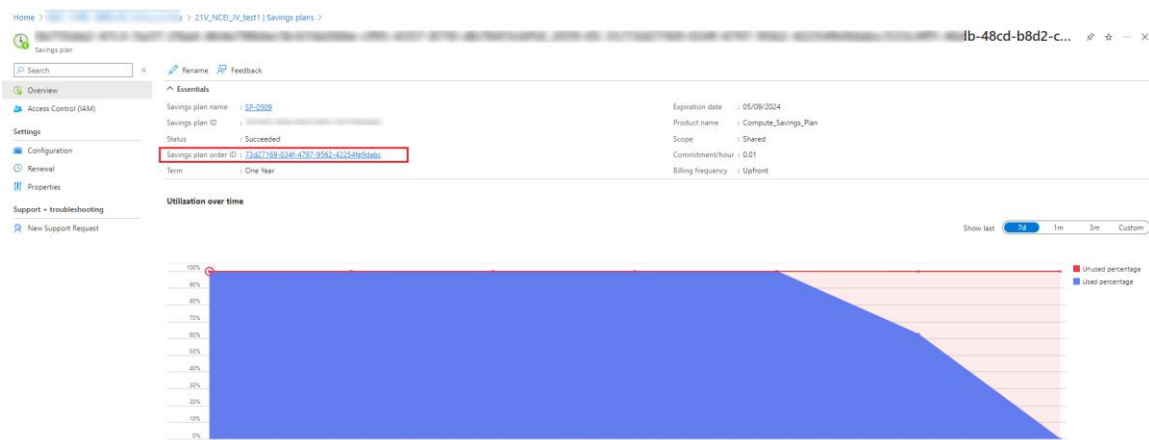 Home >
> 21V_NCEI_JV_test1 | Savings plans >
db-48cd-b8d2-c...
Savings plan
Search
Rename Feedback
Overview
Access Control (IAM)
Settings
Configuration
Renewal
Properties
Support + troubleshooting
New Support Request
Essentials
Savings plan name : SP-0509
Savings plan ID :
Status : Succeeded
Savings plan order ID : 73d27169-034f-4797-9562-42254fe9dabc
Term : One Year
Expiration date : 05/09/2024
Product name : Compute_Savings_Plan
Scope : Shared
Commitment/hour : 0.01
Billing frequency : Upfront
Utilization over time
Show last 7d 1m 3m Custom
100%
90%
80%
70%
60%
50%
40%
30%
20%
10%
0%
Unused percentage
Used percentage